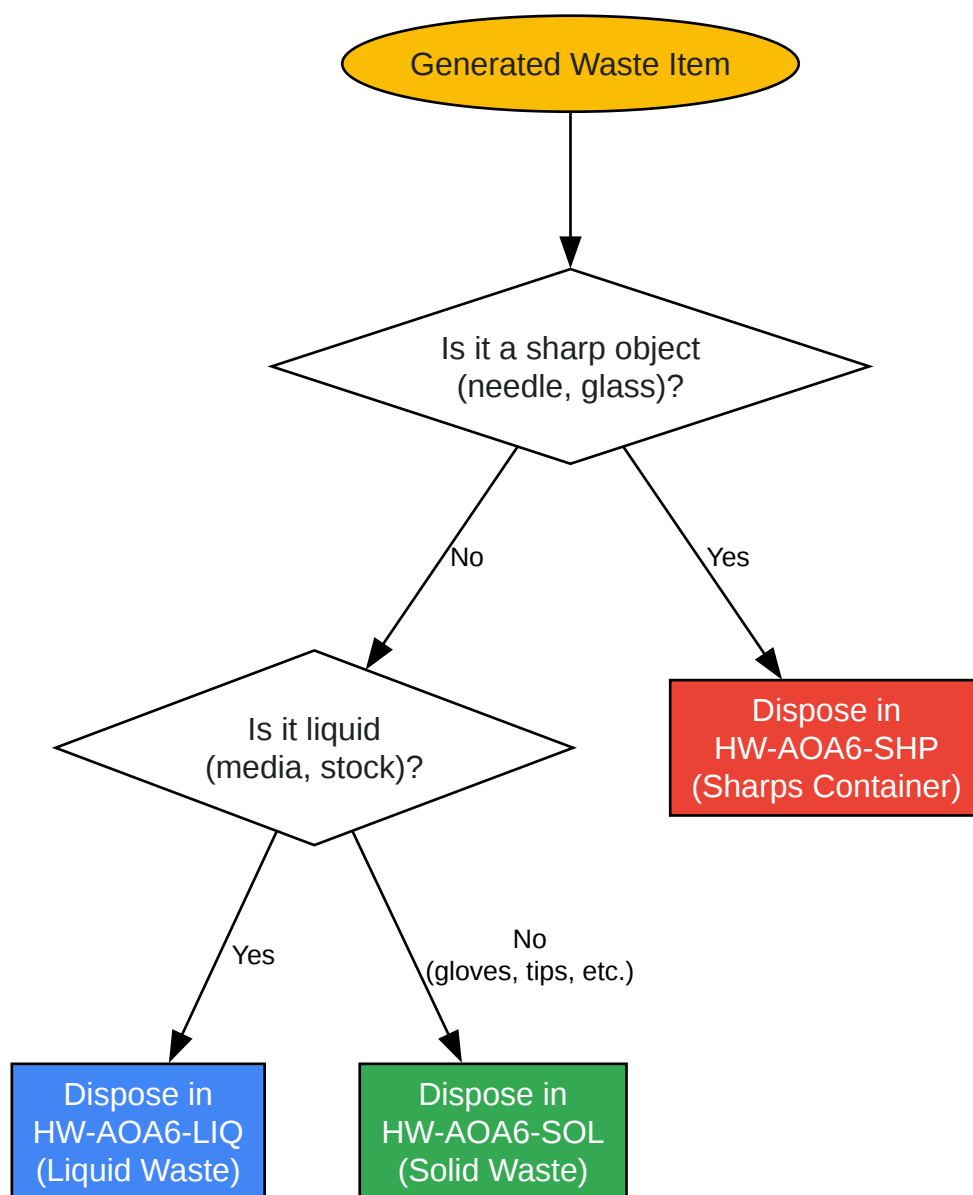 Generated Waste Item
Is it a sharp object
(needle, glass)?
No
Yes
Is it liquid
(media, stock)?
Dispose in
HW-AOA6-SHP
(Sharps Container)
Yes
No
(gloves, tips, etc.)
Dispose in
HW-AOA6-LIQ
(Liquid Waste)
Dispose in
HW-AOA6-SOL
(Solid Waste)